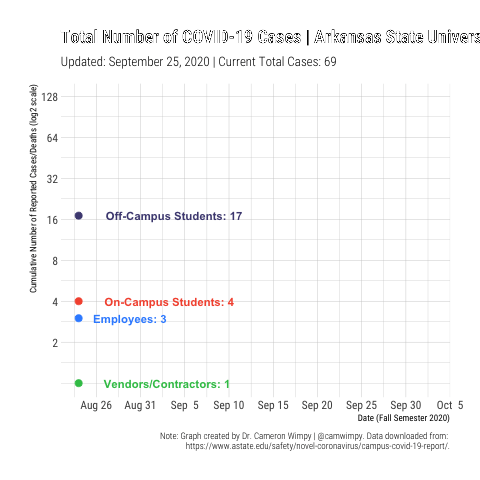 Total Number of COVID-19 Cases | Arkansas State Univers
Updated: September 25, 2020 | Current Total Cases: 69
Cumulative Number of Reported Cases/Deaths (log2 scale)
128
64
32
16
8
4
2
Off-Campus Students: 17
On-Campus Students: 4
Employees: 3
Vendors/Contractors: 1
Aug 26 Aug 31 Sep 5 Sep 10 Sep 15 Sep 20 Sep 25 Sep 30 Oct 5
Date (Fall Semester 2020)
Note: Graph created by Dr. Cameron Wimpy | @camwimpy. Data downloaded from:
https://www.astate.edu/safety/novel-coronavirus/campus-covid-19-report/.